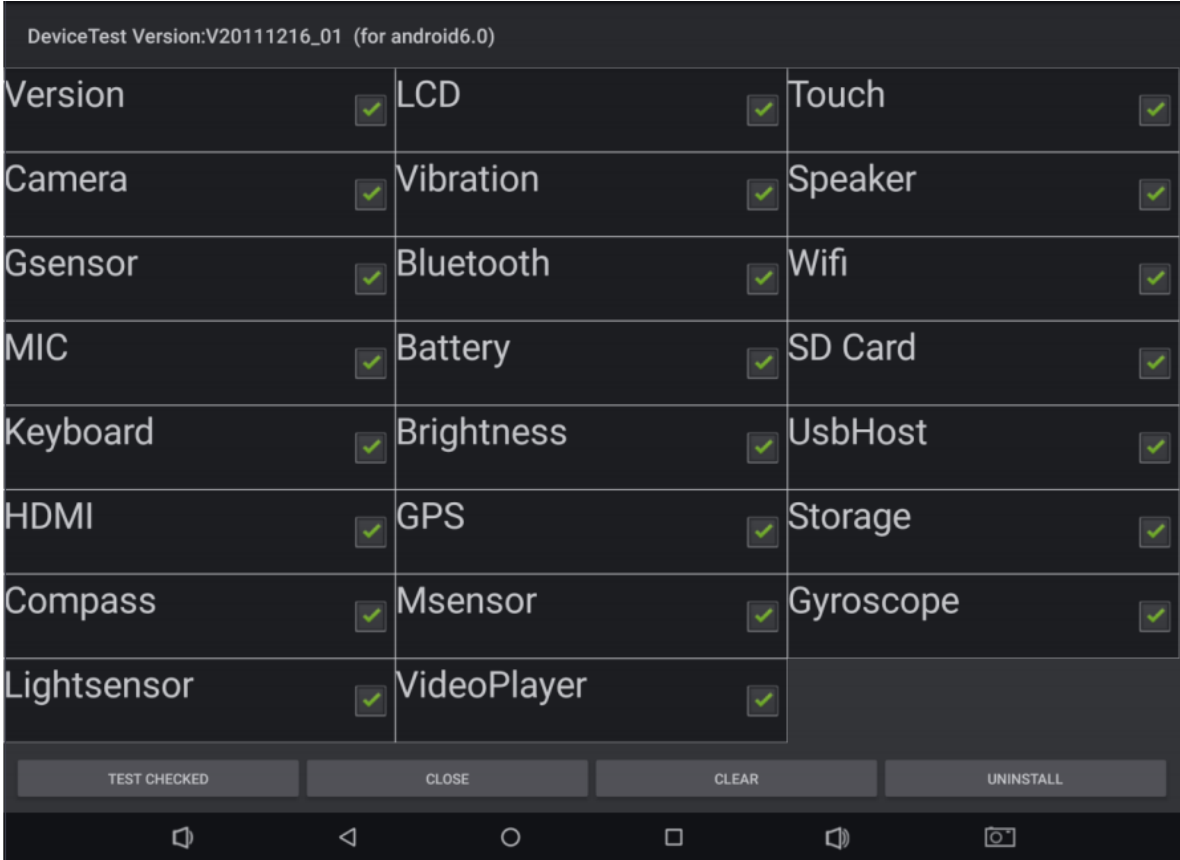 DeviceTest Version:V20111216_01 (for android6.0)
Version LCD Touch
Camera Vibration Speaker
Gsensor Bluetooth Wifi
MIC Battery SD Card
Keyboard Brightness UsbHost
HDMI GPS Storage
Compass Msensor Gyroscope
Lightsensor VideoPlayer
TEST CHECKED CLOSE CLEAR UNINSTALL